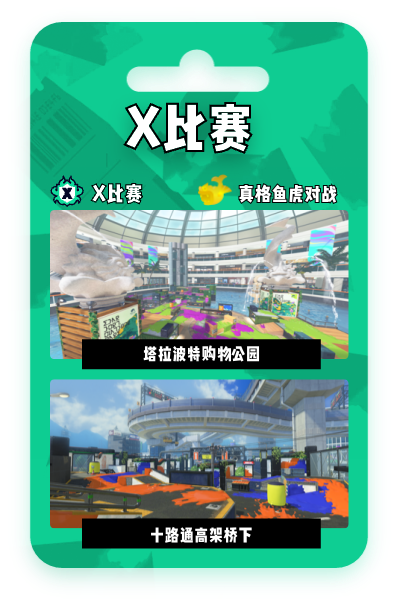 X比赛
X比赛
真格鱼虎对战
塔拉波特购物公园
十路通高架桥下